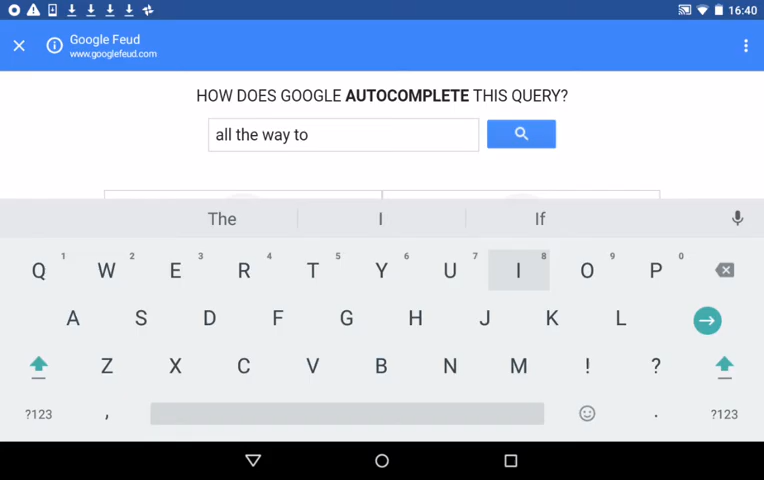 16:40
Google Feud
www.googlefeud.com
HOW DOES GOOGLE AUTOCOMPLETE THIS QUERY?
all the way to
The I If
1 2 3 4 5 6 7 8 9 0
Q W E R T Y U I O P
A S D F G H J K L
Z X C V B N M ! ?
?123 , . ?123